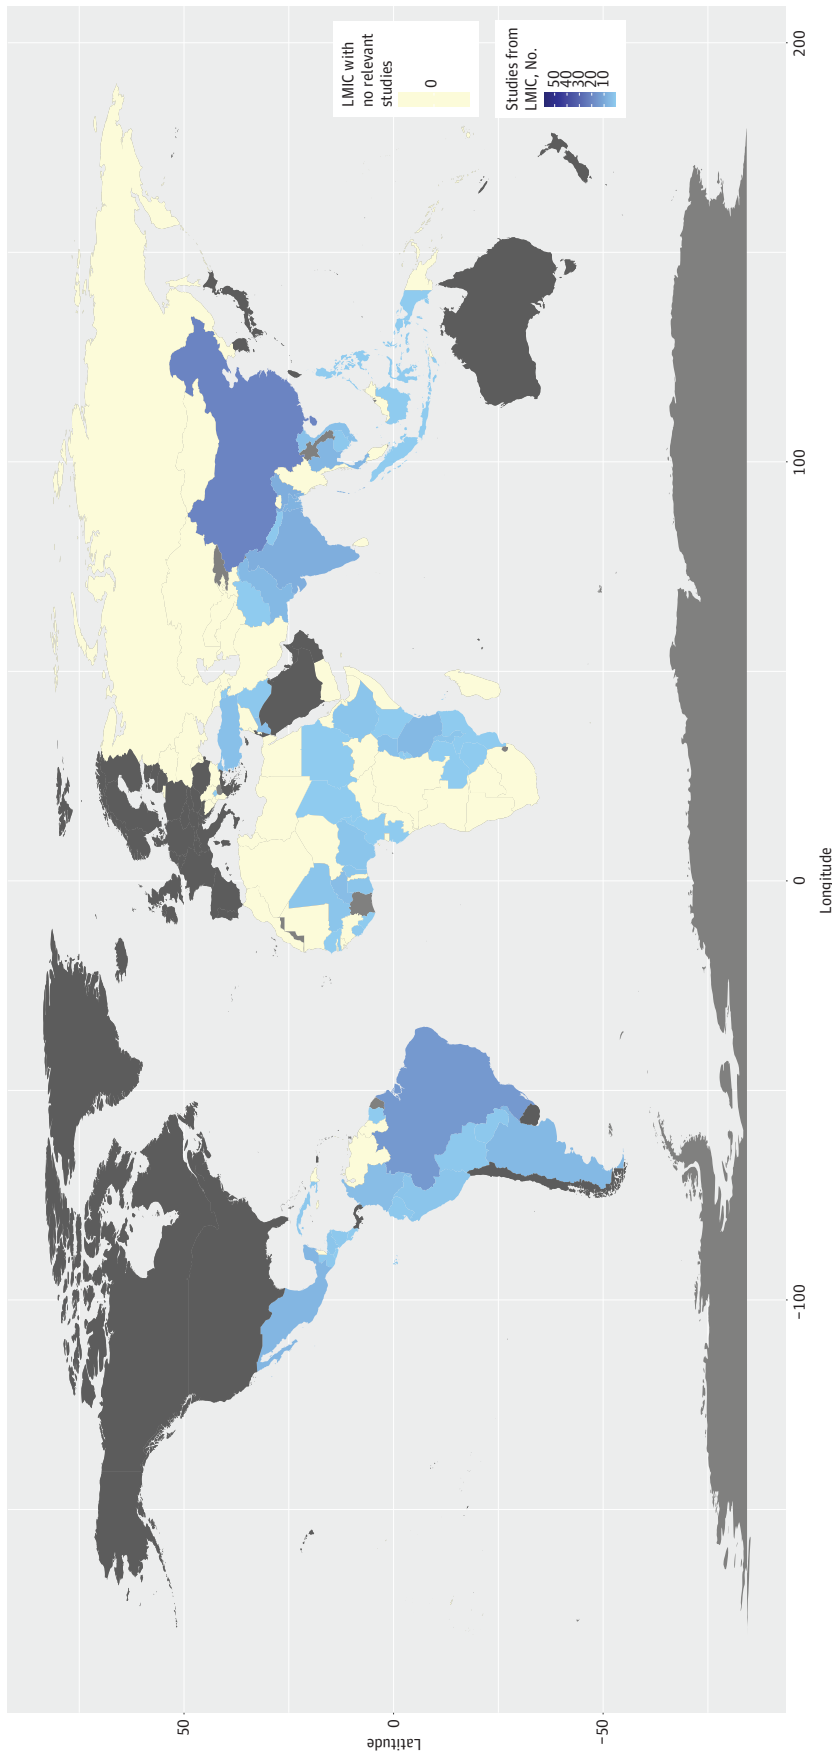 LMIC with
no relevant
studies
0
Studies from
LMIC, No.
50
40
30
20
10
50
0
−50
Latitude
−100
0
100
200
Longitude